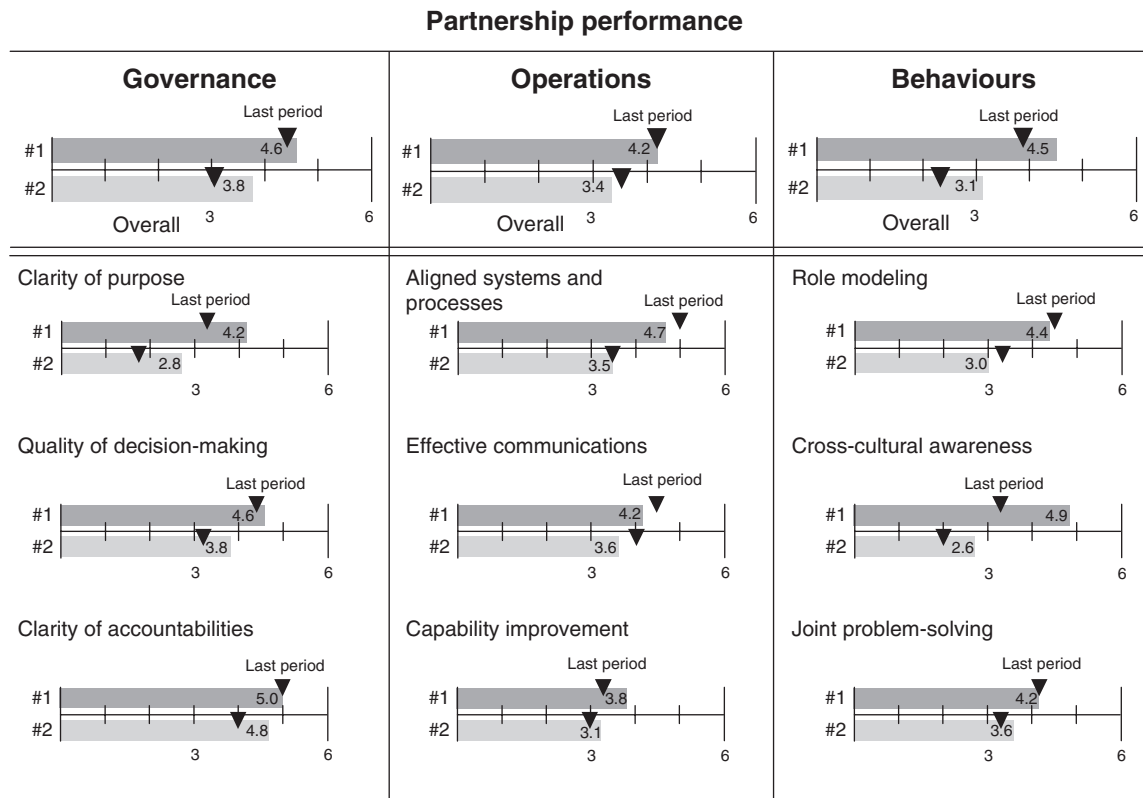 Partnership performance
Governance
Last period
#1
4.6
#2
3.8
Overall
3
6
Operations
Last period
#1
4.2
#2
3.4
Overall
3
6
Behaviours
Last period
#1
4.5
#2
3.1
Overall
3
6
Clarity of purpose
Last period
#1
4.2
#2
2.8
3
6
Quality of decision-making
Last period
#1
4.6
#2
3.8
3
6
Clarity of accountabilities
Last period
#1
5.0
#2
4.8
3
6
Aligned systems and
processes
Last period
#1
4.7
#2
3.5
3
6
Effective communications
Last period
#1
4.2
#2
3.6
3
6
Capability improvement
Last period
#1
3.8
#2
3.1
3
6
Role modeling
Last period
#1
4.4
#2
3.0
3
6
Cross-cultural awareness
Last period
#1
4.9
#2
2.6
3
6
Joint problem-solving
Last period
#1
4.2
#2
3.6
3
6